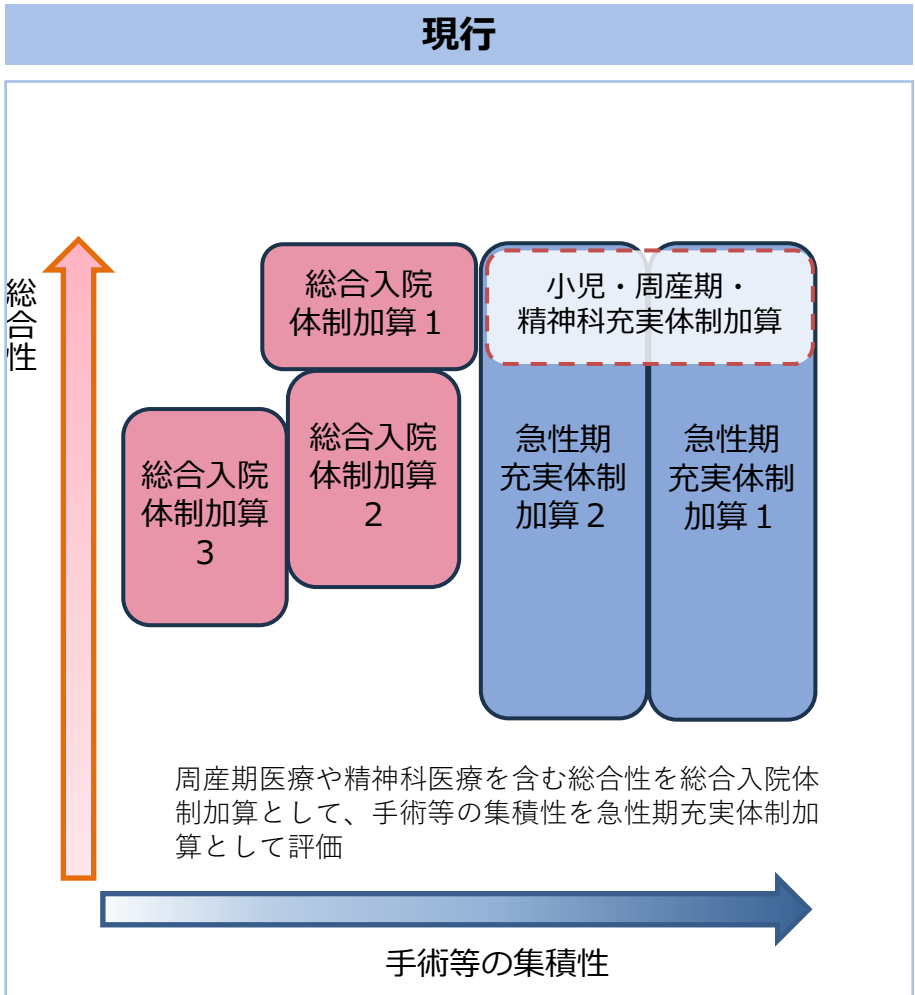 現行
総合性
総合入院
体制加算１
小児・周産期・
精神科充実体制加算
総合入院
体制加算
２
総合入院
体制加算
３
急性期
充実体制
加算２
急性期
充実体制
加算１
周産期医療や精神科医療を含む総合性を総合入院体
制加算として、手術等の集積性を急性期充実体制加
算として評価
手術等の集積性